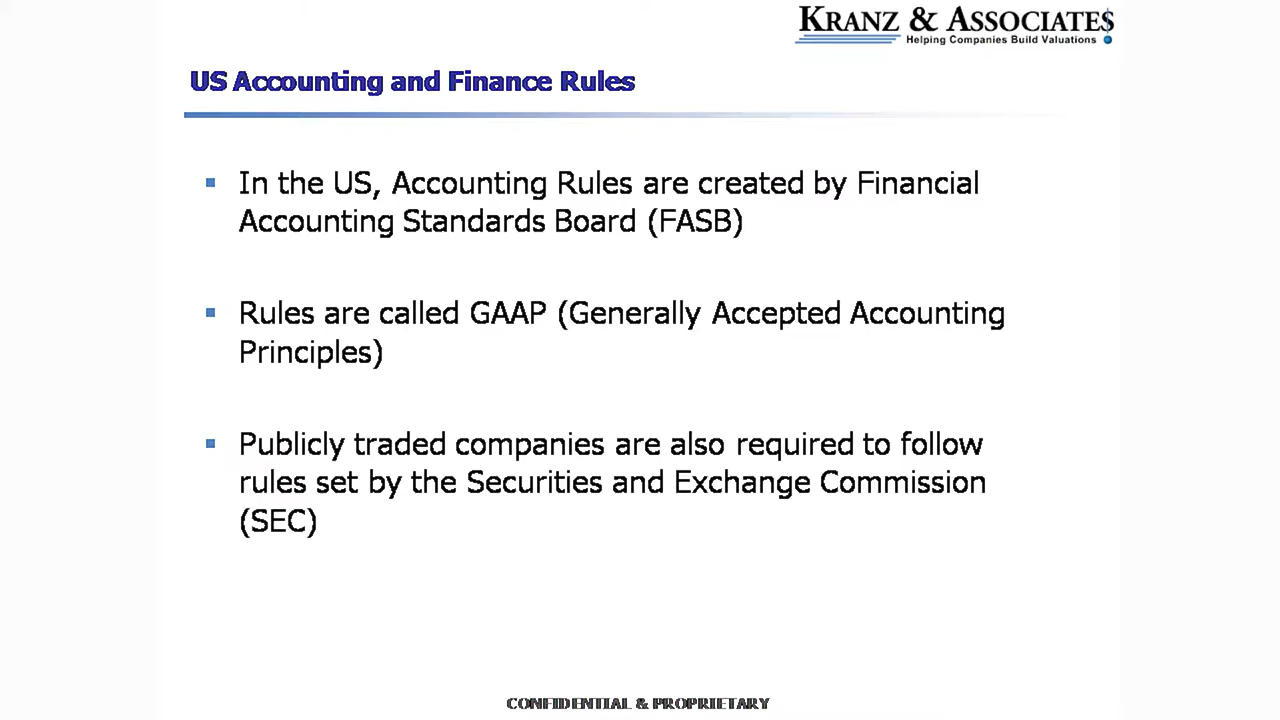 KRANZ & ASSOCIATES
Helping Companies Build Valuations
US Accounting and Finance Rules
In the US, Accounting Rules are created by Financial
Accounting Standards Board (FASB)
Rules are called GAAP (Generally Accepted Accounting
Principles)
Publicly traded companies are also required to follow
rules set by the Securities and Exchange Commission
(SEC)
CONFIDENTIAL & PROPRIETARY